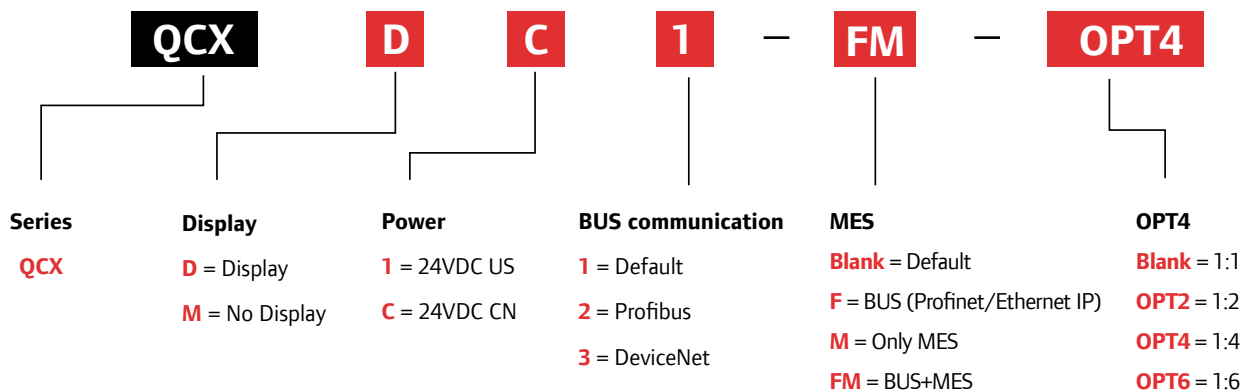 QCX D C 1 – FM – OPT4
Series Display Power BUS communication MES OPT4
QCX D = Display 1 = 24VDC US 1 = Default Blank = Default Blank = 1:1
M = No Display C = 24VDC CN 2 = Profibus F = BUS (Profinet/Ethernet IP) OPT2 = 1:2
3 = DeviceNet M = Only MES OPT4 = 1:4
FM = BUS+MES OPT6 = 1:6